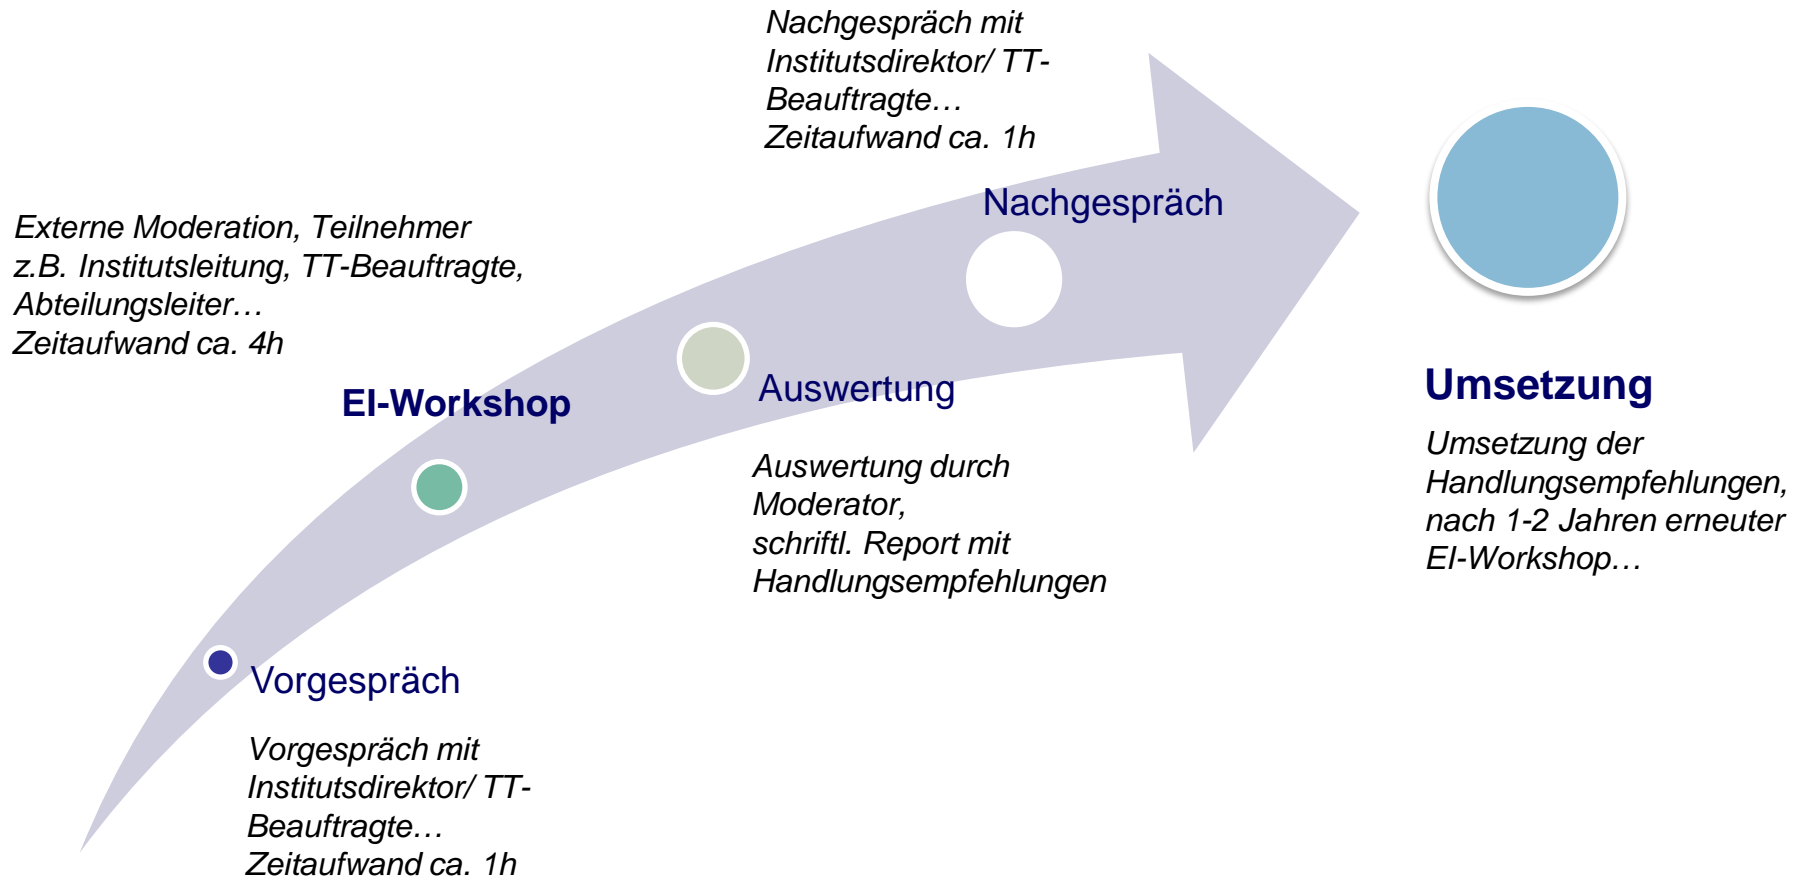 Nachgespräch mit
Institutsdirektor/ TT-
Beauftragte…
Zeitaufwand ca. 1h
Nachgespräch
Externe Moderation, Teilnehmer
z.B. Institutsleitung, TT-Beauftragte,
Abteilungsleiter…
Zeitaufwand ca. 4h
EI-Workshop
Auswertung
Auswertung durch
Moderator,
schriftl. Report mit
Handlungsempfehlungen
Umsetzung
Umsetzung der
Handlungsempfehlungen,
nach 1-2 Jahren erneuter
EI-Workshop…
Vorgespräch
Vorgespräch mit
Institutsdirektor/ TT-
Beauftragte…
Zeitaufwand ca. 1h